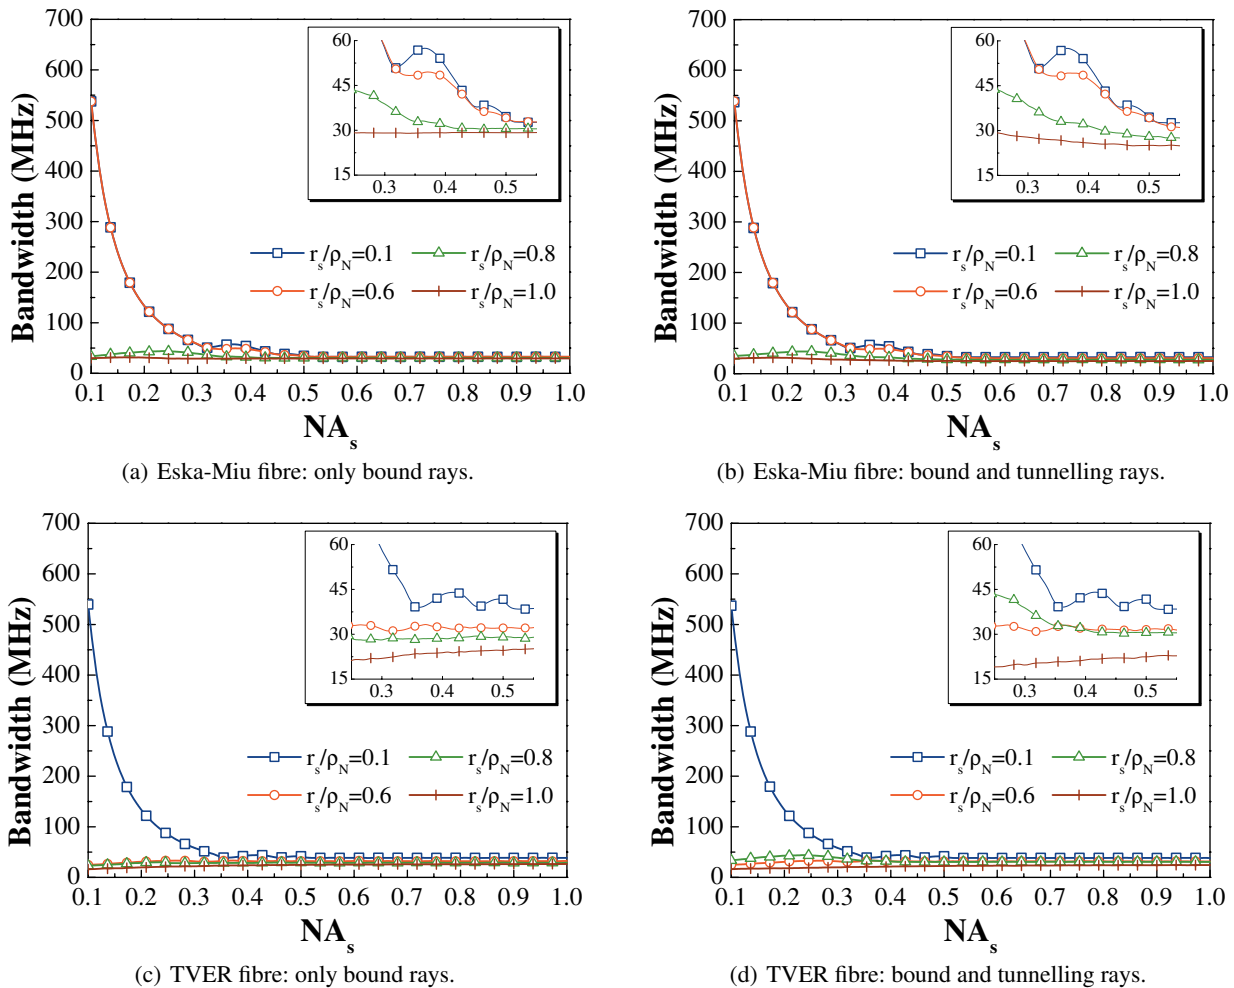 700
600
500
400
300
200
100
0
Bandwidth (MHz)
60
45
30
15
0.3 0.4 0.5
r_s/ρ_N=0.1 r_s/ρ_N=0.8
r_s/ρ_N=0.6 r_s/ρ_N=1.0
0.1 0.2 0.3 0.4 0.5 0.6 0.7 0.8 0.9 1.0
NA_s
(a) Eska-Miu fibre: only bound rays.
700
600
500
400
300
200
100
0
Bandwidth (MHz)
60
45
30
15
0.3 0.4 0.5
r_s/ρ_N=0.1 r_s/ρ_N=0.8
r_s/ρ_N=0.6 r_s/ρ_N=1.0
0.1 0.2 0.3 0.4 0.5 0.6 0.7 0.8 0.9 1.0
NA_s
(b) Eska-Miu fibre: bound and tunnelling rays.
700
600
500
400
300
200
100
0
Bandwidth (MHz)
60
45
30
15
0.3 0.4 0.5
r_s/ρ_N=0.1 r_s/ρ_N=0.8
r_s/ρ_N=0.6 r_s/ρ_N=1.0
0.1 0.2 0.3 0.4 0.5 0.6 0.7 0.8 0.9 1.0
NA_s
(c) TVER fibre: only bound rays.
700
600
500
400
300
200
100
0
Bandwidth (MHz)
60
45
30
15
0.3 0.4 0.5
r_s/ρ_N=0.1 r_s/ρ_N=0.8
r_s/ρ_N=0.6 r_s/ρ_N=1.0
0.1 0.2 0.3 0.4 0.5 0.6 0.7 0.8 0.9 1.0
NA_s
(d) TVER fibre: bound and tunnelling rays.